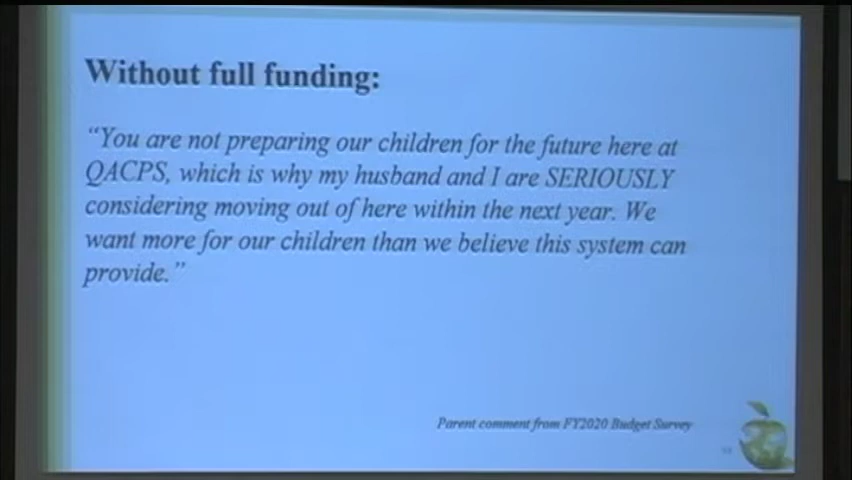 Without full funding:
“You are not preparing our children for the future here at
QACPS, which is why my husband and I are SERIOUSLY
considering moving out of here within the next year. We
want more for our children than we believe this system can
provide.”
Parent comment from FY2020 Budget Survey